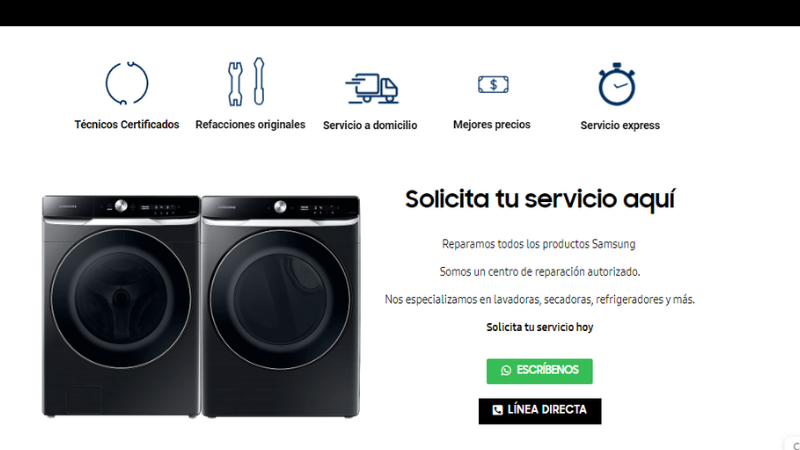 Técnicos Certificados
Refacciones originales
Servicio a domicilio
Mejores precios
Servicio express
SAMSUNG
SAMSUNG
Solicita tu servicio aquí
Reparamos todos los productos Samsung
Somos un centro de reparación autorizado.
Nos especializamos en lavadoras, secadoras, refrigeradores y más.
Solicita tu servicio hoy
ESCRÍBENOS
LÍNEA DIRECTA